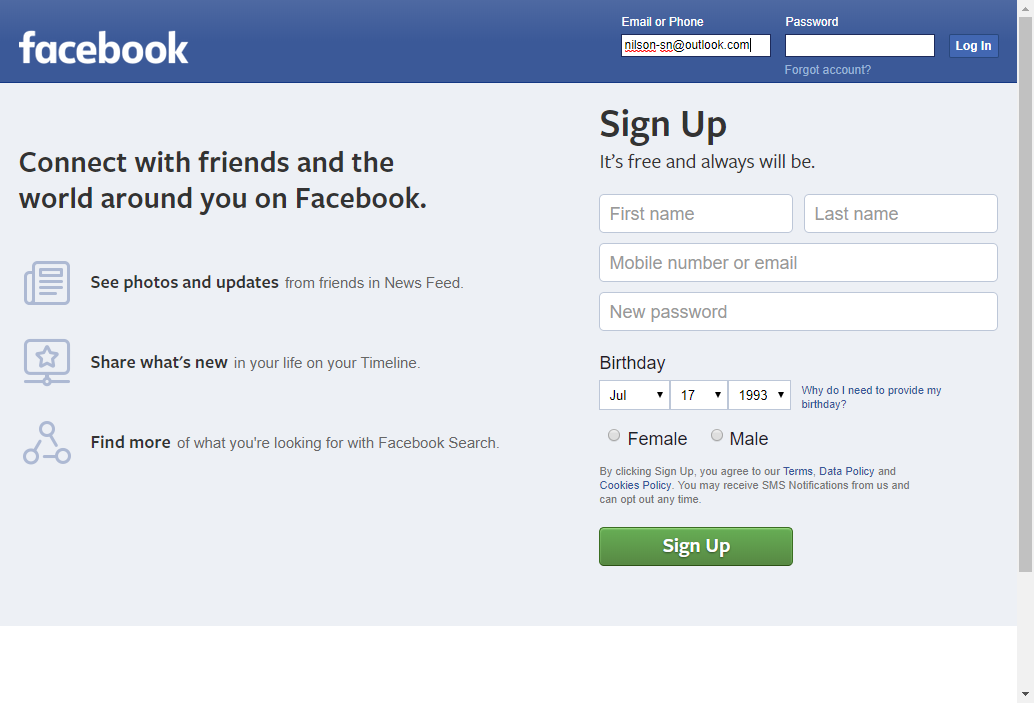 facebook
Email or Phone
Password
nilson-sn@outlook.com
Log In
Forgot account?
Connect with friends and the
world around you on Facebook.
See photos and updates from friends in News Feed.
Share what's new in your life on your Timeline.
Find more of what you're looking for with Facebook Search.
Sign Up
It's free and always will be.
First name
Last name
Mobile number or email
New password
Birthday
Jul 17 1993
Why do I need to provide my
birthday?
Female Male
By clicking Sign Up, you agree to our Terms, Data Policy and
Cookies Policy. You may receive SMS Notifications from us and
can opt out any time.
Sign Up